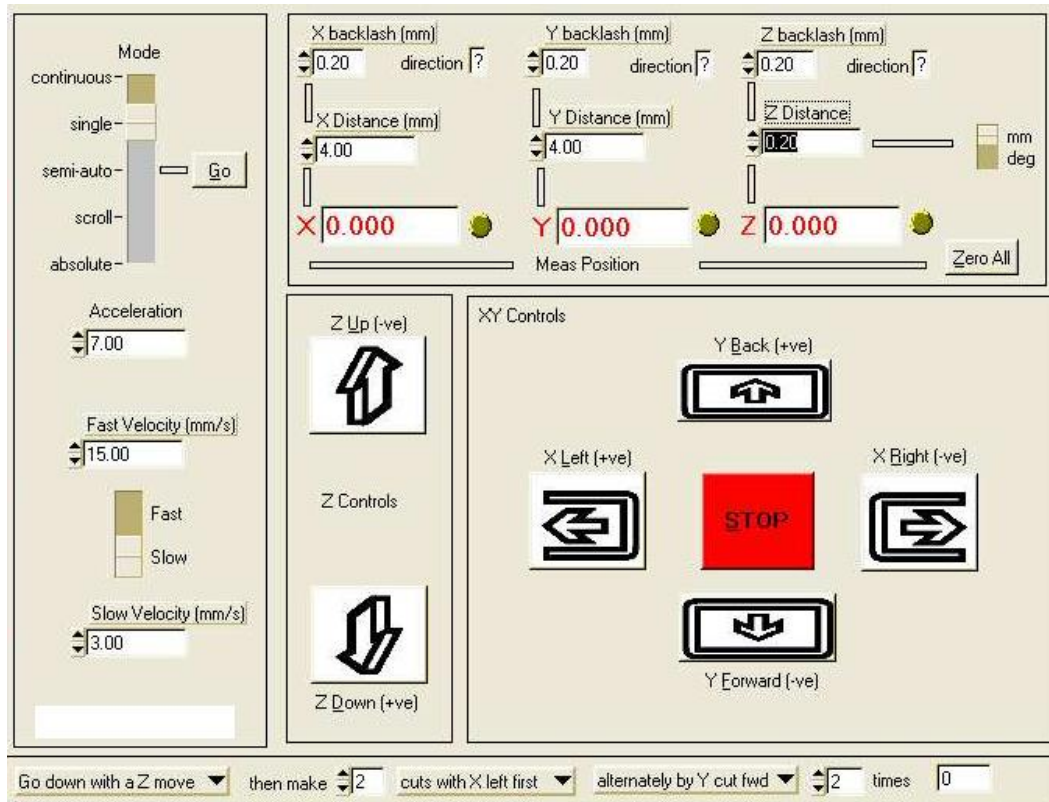 Mode
continuous
single
semi-auto
Go
scroll
absolute
Acceleration
7.00
Fast Velocity (mm/s)
15.00
Fast
Slow
Slow Velocity (mm/s)
3.00
X backlash (mm)
0.20 direction ?
X Distance (mm)
4.00
X 0.000
Y backlash (mm)
0.20 direction ?
Y Distance (mm)
4.00
Y 0.000
Z backlash (mm)
0.20 direction ?
Z Distance
0.20
mm
deg
Z 0.000
Meas Position
Zero All
Z Up (-ve)
Z Controls
Z Down (+ve)
XY Controls
Y Back (+ve)
X Left (+ve)
STOP
X Right (-ve)
Y Forward (-ve)
Go down with a Z move then make 2 cuts with X left first alternately by Y cut fwd 2 times 0